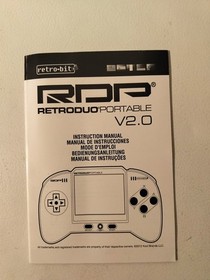 retro-bit
RDP®
RETRODUO PORTABLE
V2.0
INSTRUCTION MANUAL
MANUAL DE INSTRUCCIONES
MODE D'EMPLOI
BEDIENUNGSANLEITUNG
MANUAL DE INSTRUÇÕES